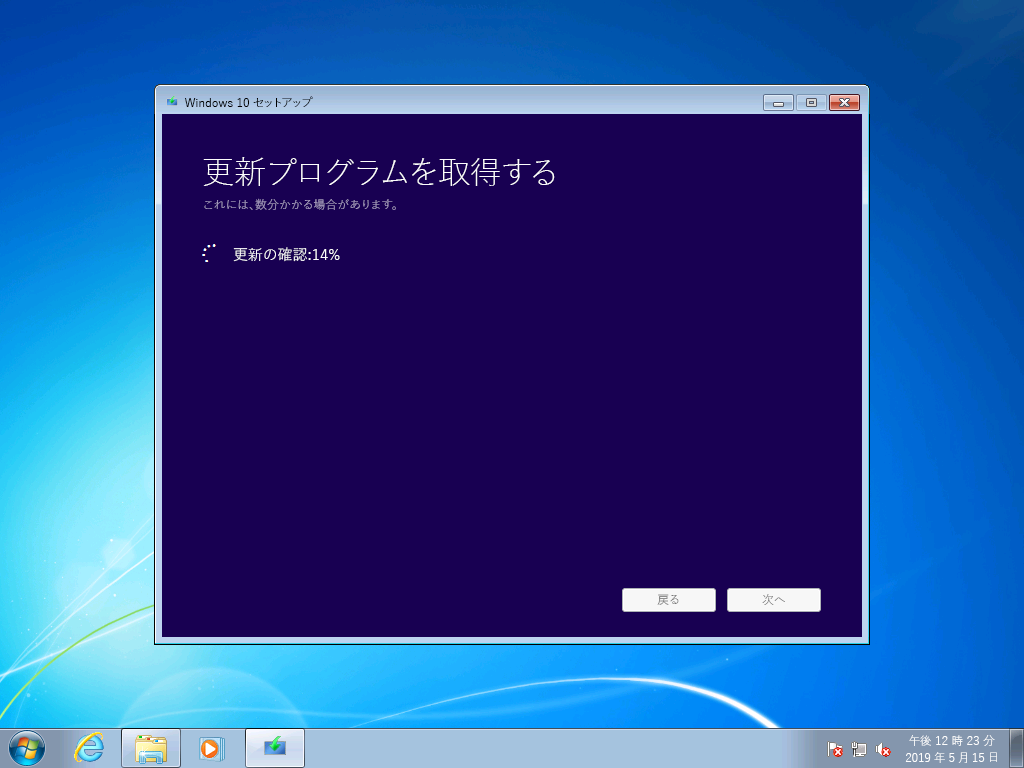 Windows 10 セットアップ
更新プログラムを取得する
これには、数分かかる場合があります。
更新の確認:14%
戻る
次へ
午後 12 時 23 分
2019 年 5 月 15 日